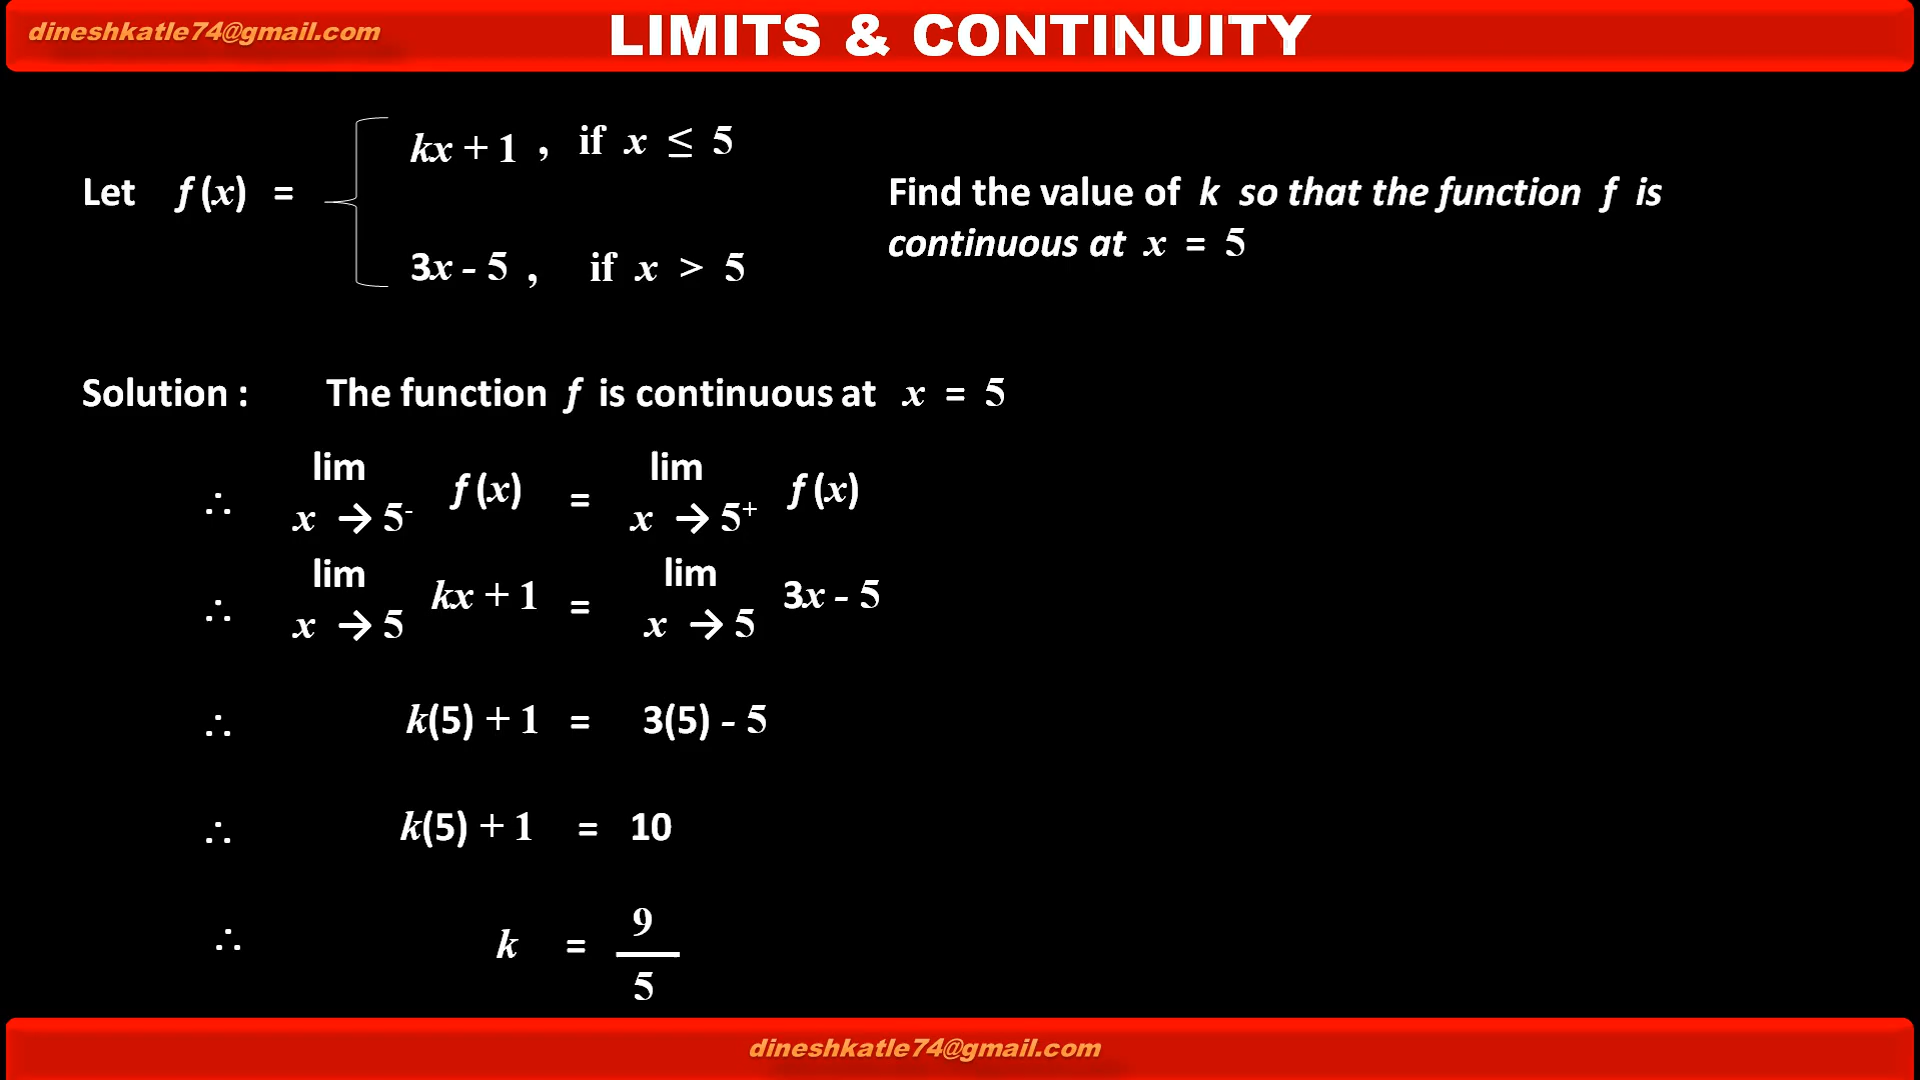 dineshkatle74@gmail.com
LIMITS & CONTINUITY
kx + 1 , if x ≤ 5
Let f (x) =
3x - 5 , if x > 5
Find the value of k so that the function f is
continuous at x = 5
Solution : The function f is continuous at x = 5
∴ lim x → 5⁻ f (x) = lim x → 5⁺ f (x)
∴ lim x → 5 kx + 1 = lim x → 5 3x - 5
∴ k(5) + 1 = 3(5) - 5
∴ k(5) + 1 = 10
∴ k = 9/5
dineshkatle74@gmail.com